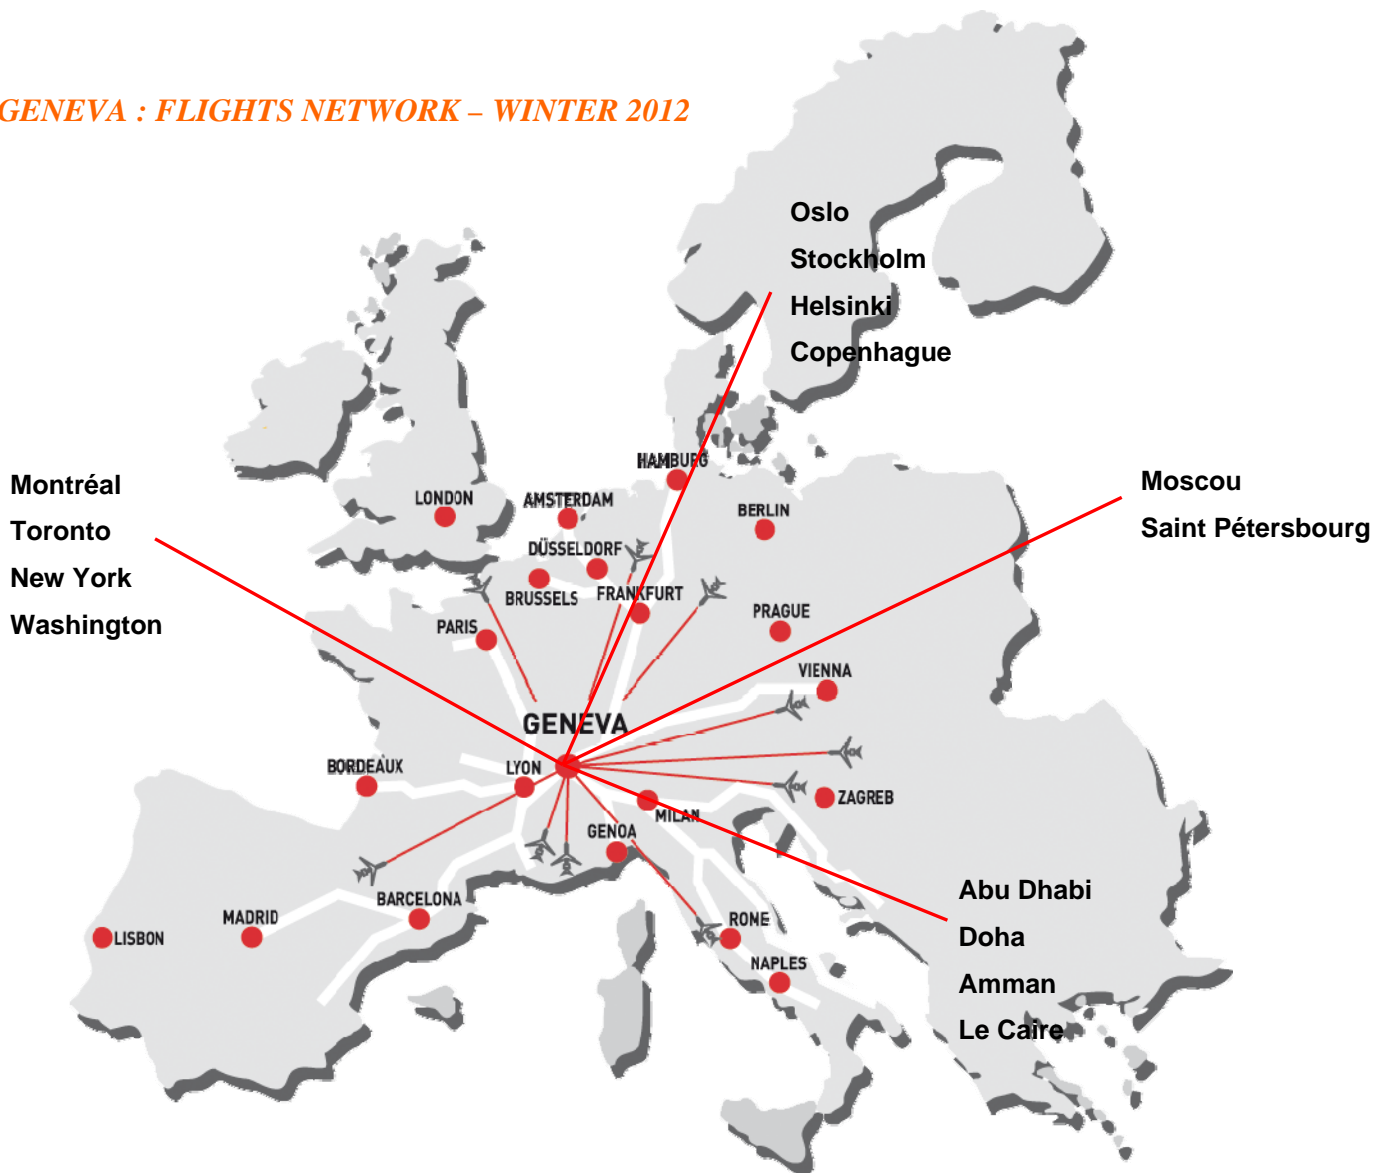 GENEVA : FLIGHTS NETWORK – WINTER 2012
Oslo
Stockholm
Helsinki
Copenhague
Montréal
Toronto
New York
Washington
Moscou
Saint Pétersbourg
HAMBURG
LONDON
AMSTERDAM
BERLIN
DÜSSELDORF
BRUSSELS
FRANKFURT
PARIS
PRAGUE
VIENNA
GENEVA
BORDEAUX
LYON
MILAN
ZAGREB
GENOA
BARCELONA
MADRID
LISBON
ROME
NAPLES
Abu Dhabi
Doha
Amman
Le Caire